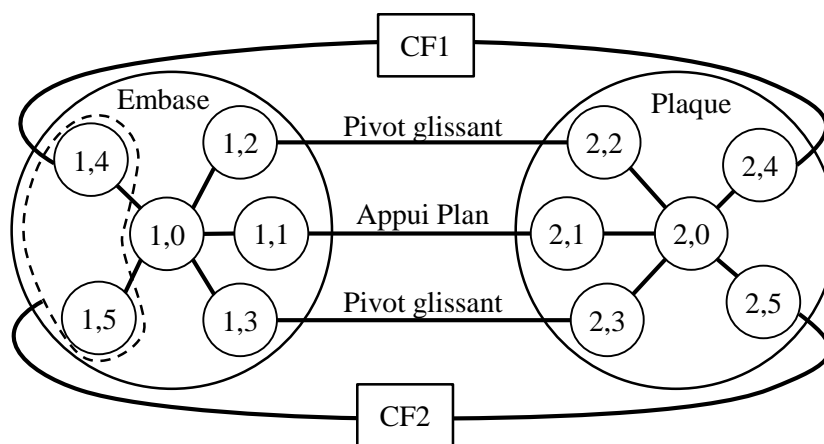 CF1
Embase
Plaque
1,4
1,2
Pivot glissant
2,2
2,4
1,0
1,1
Appui Plan
2,1
2,0
1,5
1,3
Pivot glissant
2,3
2,5
CF2